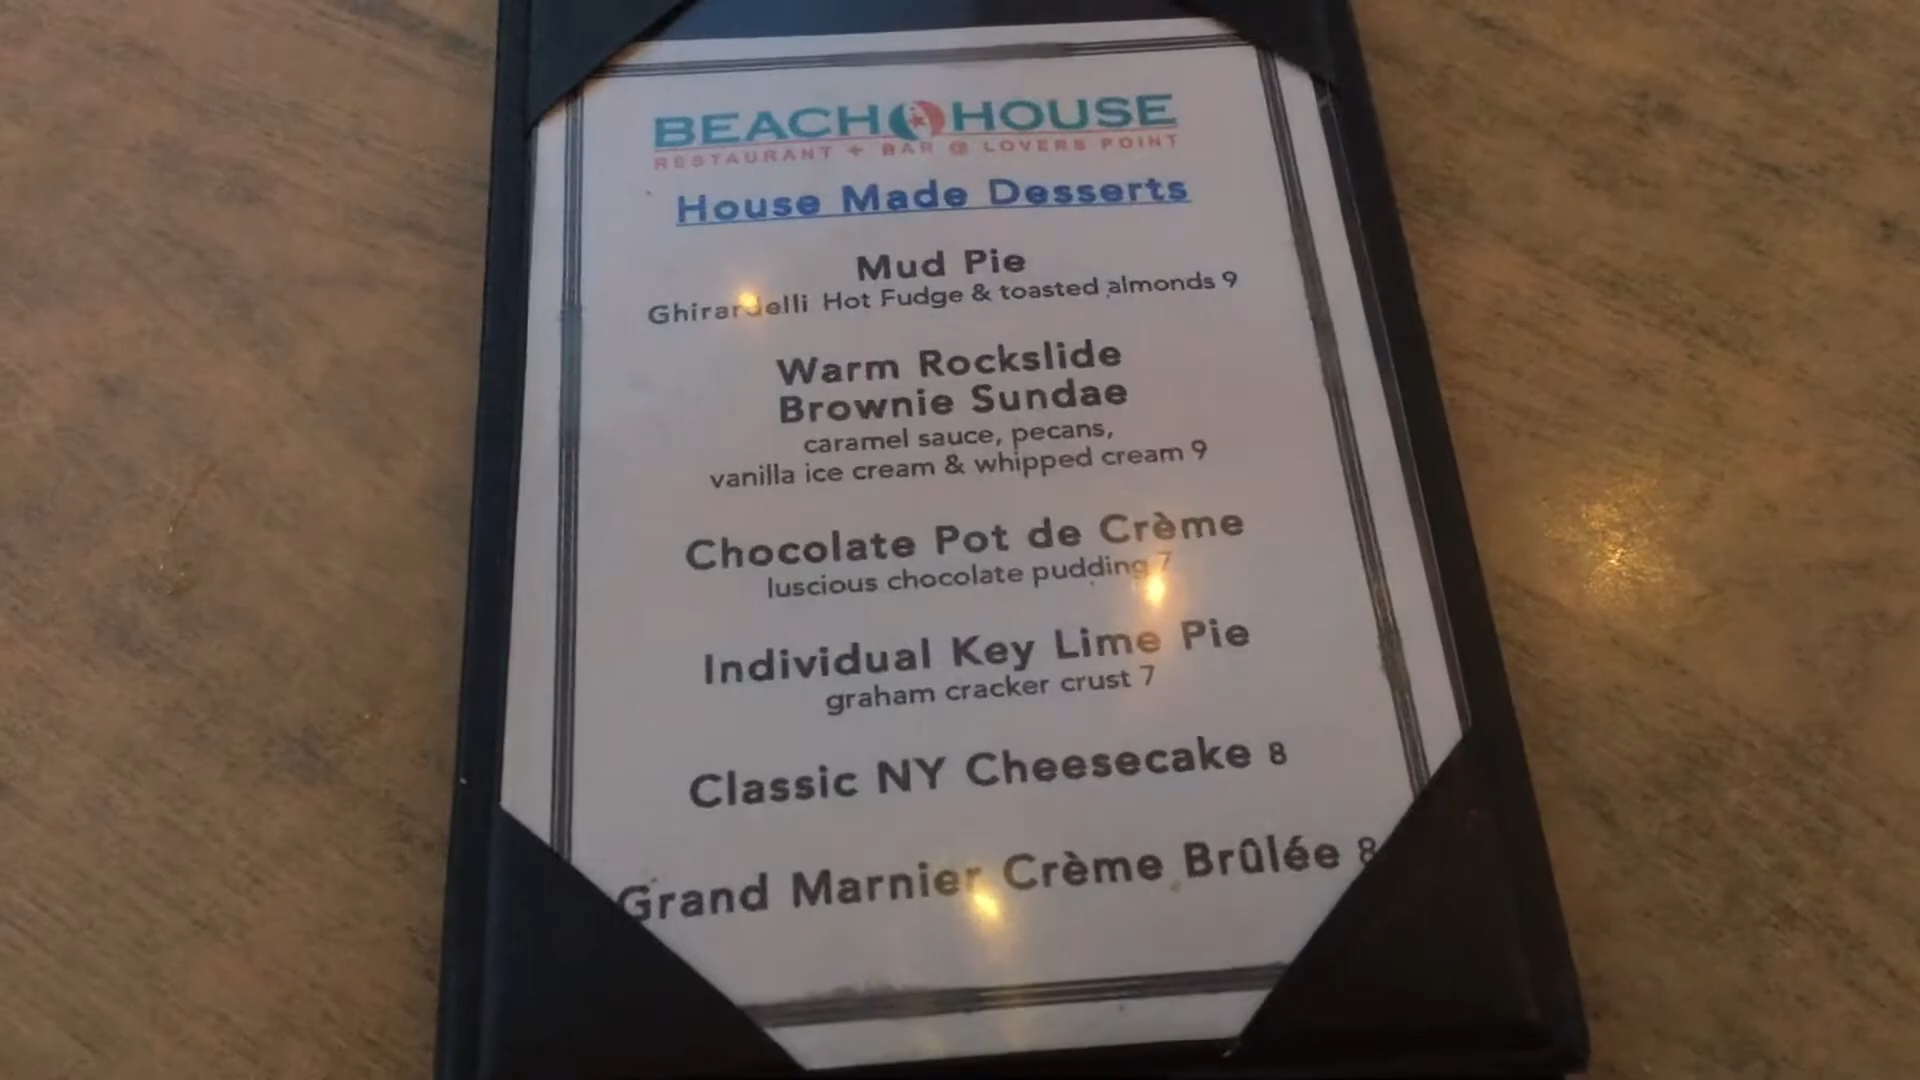 BEACH HOUSE
RESTAURANT + BAR @ LOVERS POINT
House Made Desserts
Mud Pie
Ghirardelli Hot Fudge & toasted almonds 9
Warm Rockslide
Brownie Sundae
caramel sauce, pecans,
vanilla ice cream & whipped cream 9
Chocolate Pot de Crème
luscious chocolate pudding 7
Individual Key Lime Pie
graham cracker crust 7
Classic NY Cheesecake 8
Grand Marnier Crème Brûlée 8